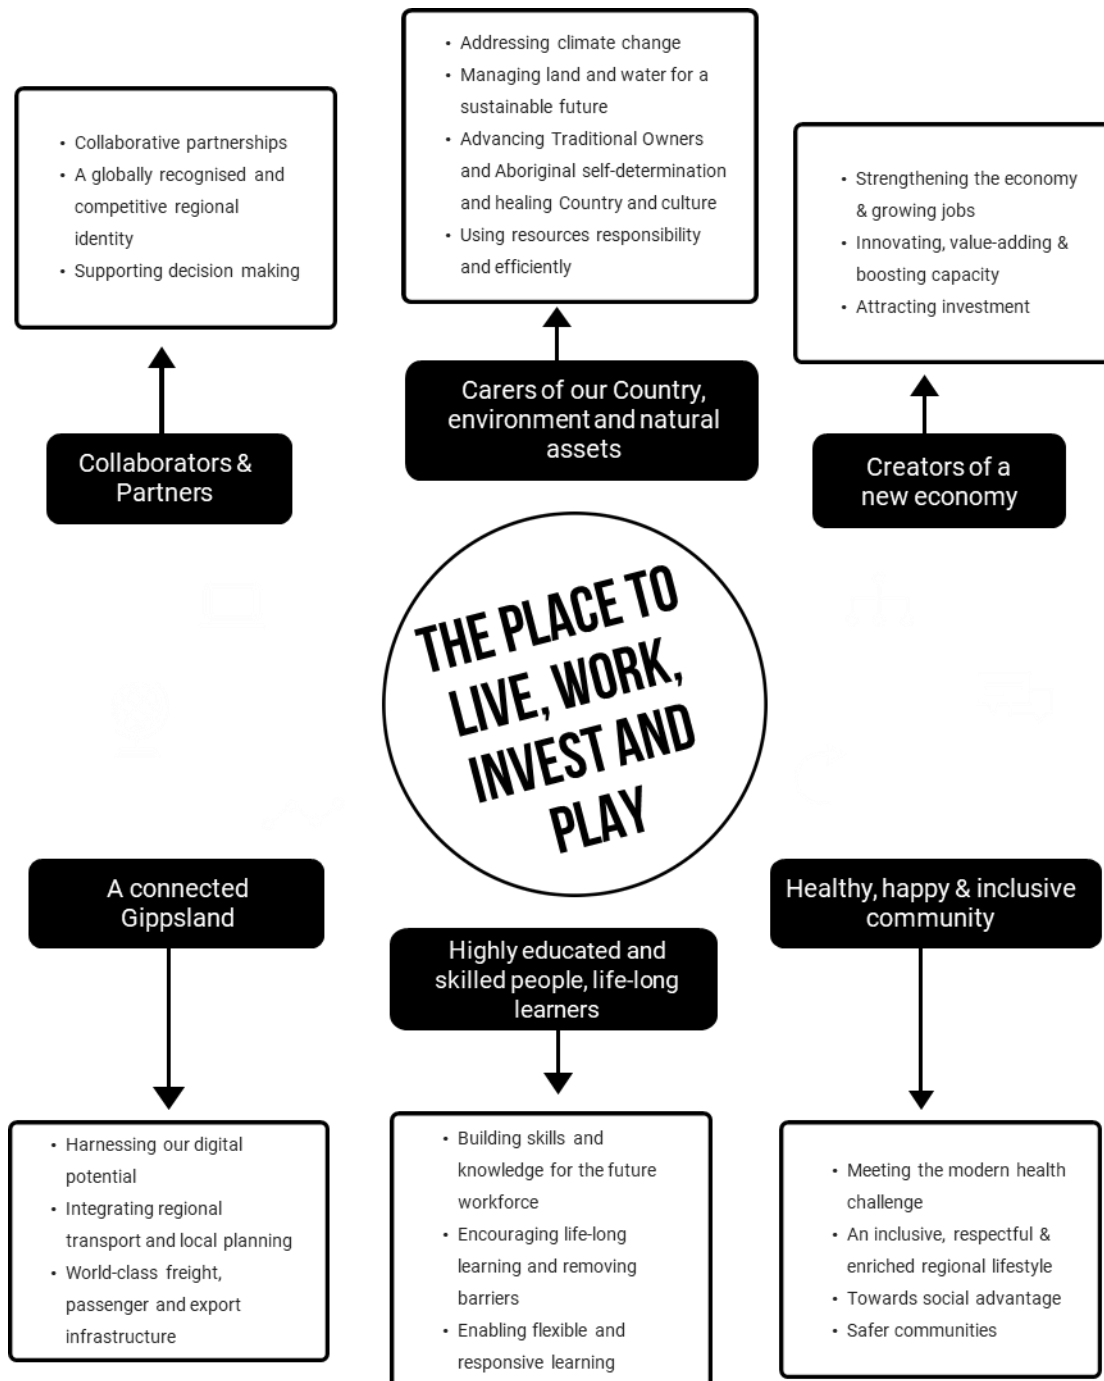 • Collaborative partnerships
• A globally recognised and
competitive regional
identity
• Supporting decision making
Collaborators &
Partners
• Addressing climate change
• Managing land and water for a
sustainable future
• Advancing Traditional Owners
and Aboriginal self-determination
and healing Country and culture
• Using resources responsibility
and efficiently
Carers of our Country,
environment and natural
assets
• Strengthening the economy
& growing jobs
• Innovating, value-adding &
boosting capacity
• Attracting investment
Creators of a
new economy
THE PLACE TO
LIVE, WORK,
INVEST AND
PLAY
A connected
Gippsland
• Harnessing our digital
potential
• Integrating regional
transport and local planning
• World-class freight,
passenger and export
infrastructure
Highly educated and
skilled people, life-long
learners
• Building skills and
knowledge for the future
workforce
• Encouraging life-long
learning and removing
barriers
• Enabling flexible and
responsive learning
Healthy, happy & inclusive
community
• Meeting the modern health
challenge
• An inclusive, respectful &
enriched regional lifestyle
• Towards social advantage
• Safer communities